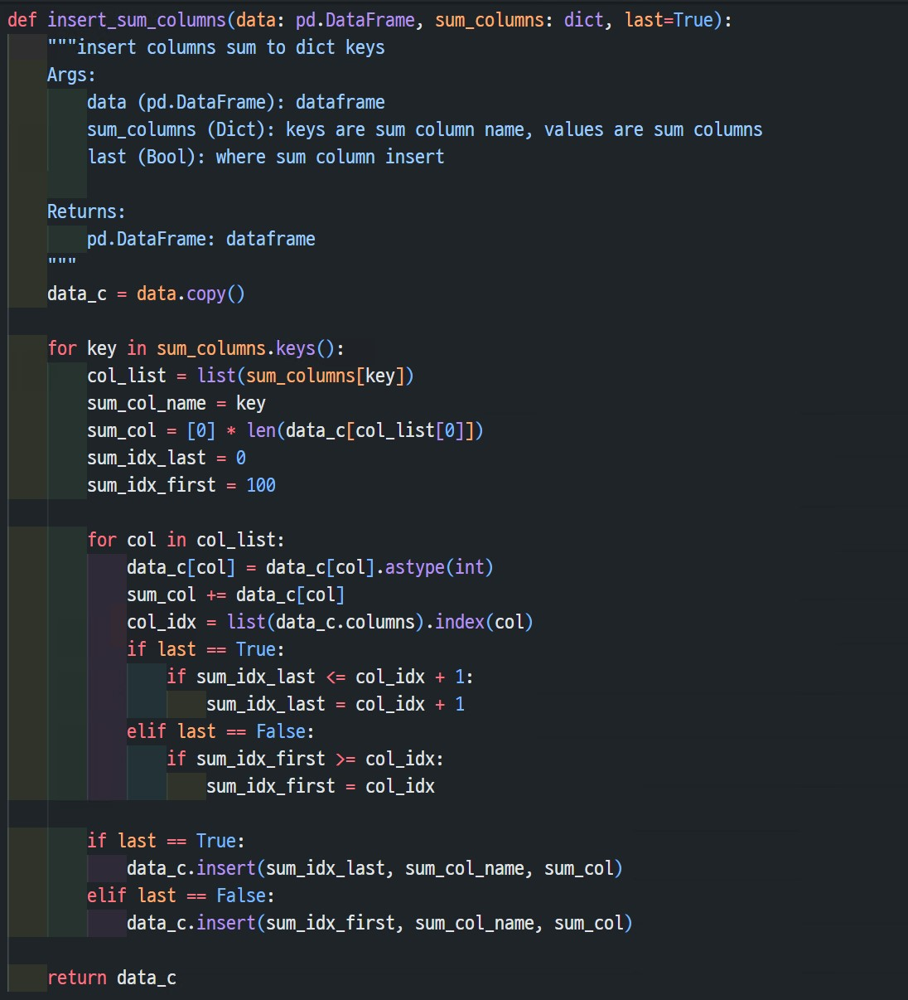 def insert_sum_columns(data: pd.DataFrame, sum_columns: dict, last=True):
    """insert columns sum to dict keys
    Args:
        data (pd.DataFrame): dataframe
        sum_columns (Dict): keys are sum column name, values are sum columns
        last (Bool): where sum column insert

    Returns:
        pd.DataFrame: dataframe
    """
    data_c = data.copy()

    for key in sum_columns.keys():
        col_list = list(sum_columns[key])
        sum_col_name = key
        sum_col = [0] * len(data_c[col_list[0]])
        sum_idx_last = 0
        sum_idx_first = 100

        for col in col_list:
            data_c[col] = data_c[col].astype(int)
            sum_col += data_c[col]
            col_idx = list(data_c.columns).index(col)
            if last == True:
                if sum_idx_last <= col_idx + 1:
                    sum_idx_last = col_idx + 1
            elif last == False:
                if sum_idx_first >= col_idx:
                    sum_idx_first = col_idx

        if last == True:
            data_c.insert(sum_idx_last, sum_col_name, sum_col)
        elif last == False:
            data_c.insert(sum_idx_first, sum_col_name, sum_col)

    return data_c